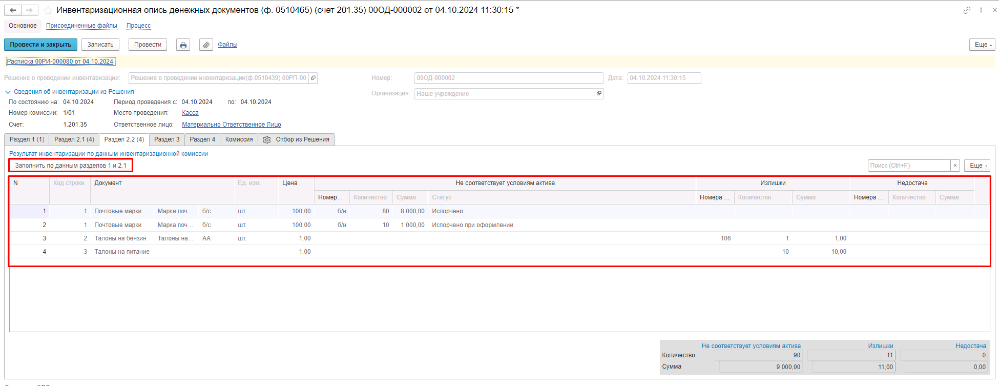 Инвентаризационная опись денежных документов (ф. 0510465) (счет 201.35) 00ОД-000002 от 04.10.2024 11:30:15 *
Основное Присоединенные файлы Процесс
Провести и закрыть Записать Провести Файлы Еще
Расписка 00РИ-000080 от 04.10.2024
Решение о проведении инвентаризации: Решение о проведении инвентаризации(ф.0510439) 00РП-00 Номер: 00ОД-000002 Дата: 04.10.2024 11:30:15
Сведения об инвентаризации из Решения Организация: Наше учреждение
По состоянию на: 04.10.2024 Период проведения с: 04.10.2024 по: 04.10.2024
Номер комиссии: 1/01 Место проведения: Касса
Счет: 1.201.35 Ответственное лицо: Материально Ответственное Лицо
Раздел 1 (1) Раздел 2.1 (4) Раздел 2.2 (4) Раздел 3 Раздел 4 Комиссия Отбор из Решения
Результат инвентаризации по данным инвентаризационной комиссии
Заполнить по данным разделов 1 и 2.1 Поиск (Ctrl+F) × Еще
N Код строки Документ Ед. изм. Цена Не соответствует условиям актива Излишки Недостача
Номер... Количество Сумма Статус Номера ... Количество Сумма Номера ... Количество Сумма
1 1 Почтовые марки Марка поч... б/с шт. 100,00 б/н 80 8 000,00 Испорчено
2 1 Почтовые марки Марка поч... б/с шт. 100,00 б/н 10 1 000,00 Испорчено при оформлении
3 2 Талоны на бензин Талоны на... АА шт. 1,00 106 1 1,00
4 3 Талоны на питание 1,00 10 10,00
Не соответствует условиям актива Излишки Недостача
Количество 90 11 0
Сумма 9 000,00 11,00 0,00